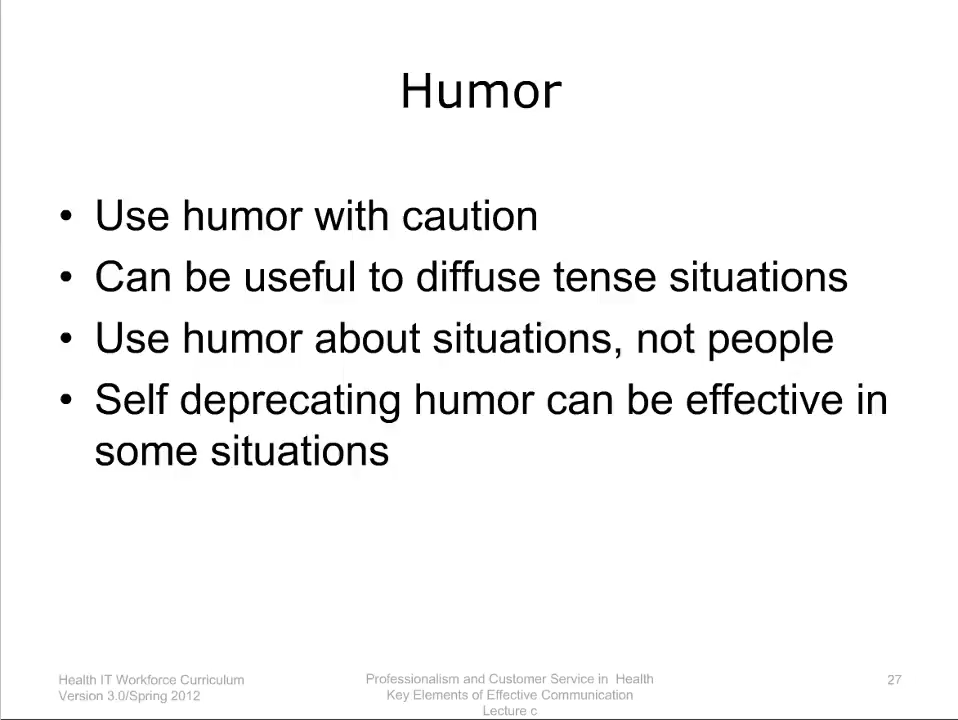 Humor
• Use humor with caution
• Can be useful to diffuse tense situations
• Use humor about situations, not people
• Self deprecating humor can be effective in
some situations
Health IT Workforce Curriculum
Version 3.0/Spring 2012
Professionalism and Customer Service in  Health
Key Elements of Effective Communication
Lecture c
27